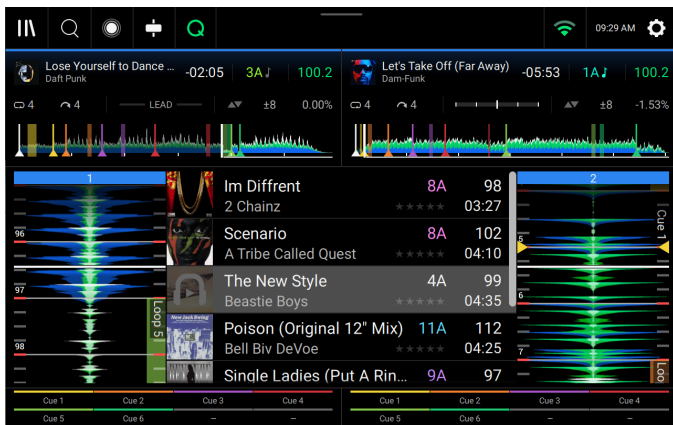 09:29 AM
Lose Yourself to Dance ...
Daft Punk
-02:05
3A
100.2
Let's Take Off (Far Away)
Dam-Funk
-05:53
1A
100.2
4
4
LEAD
±8
0.00%
4
4
±8
-1.53%
1
2
96
97
98
Loop 5
Im Diffrent
8A
98
2 Chainz
03:27
Scenario
8A
102
A Tribe Called Quest
04:10
The New Style
4A
99
Beastie Boys
04:35
Poison (Original 12" Mix)
11A
112
Bell Biv DeVoe
04:25
Single Ladies (Put A Rin...
9A
97
New Jack Swing
Cue 1
5
6
7
Loo
Cue 1
Cue 2
Cue 3
Cue 4
Cue 1
Cue 2
Cue 3
Cue 4
Cue 5
Cue 6
–
–
Cue 5
Cue 6
–
–